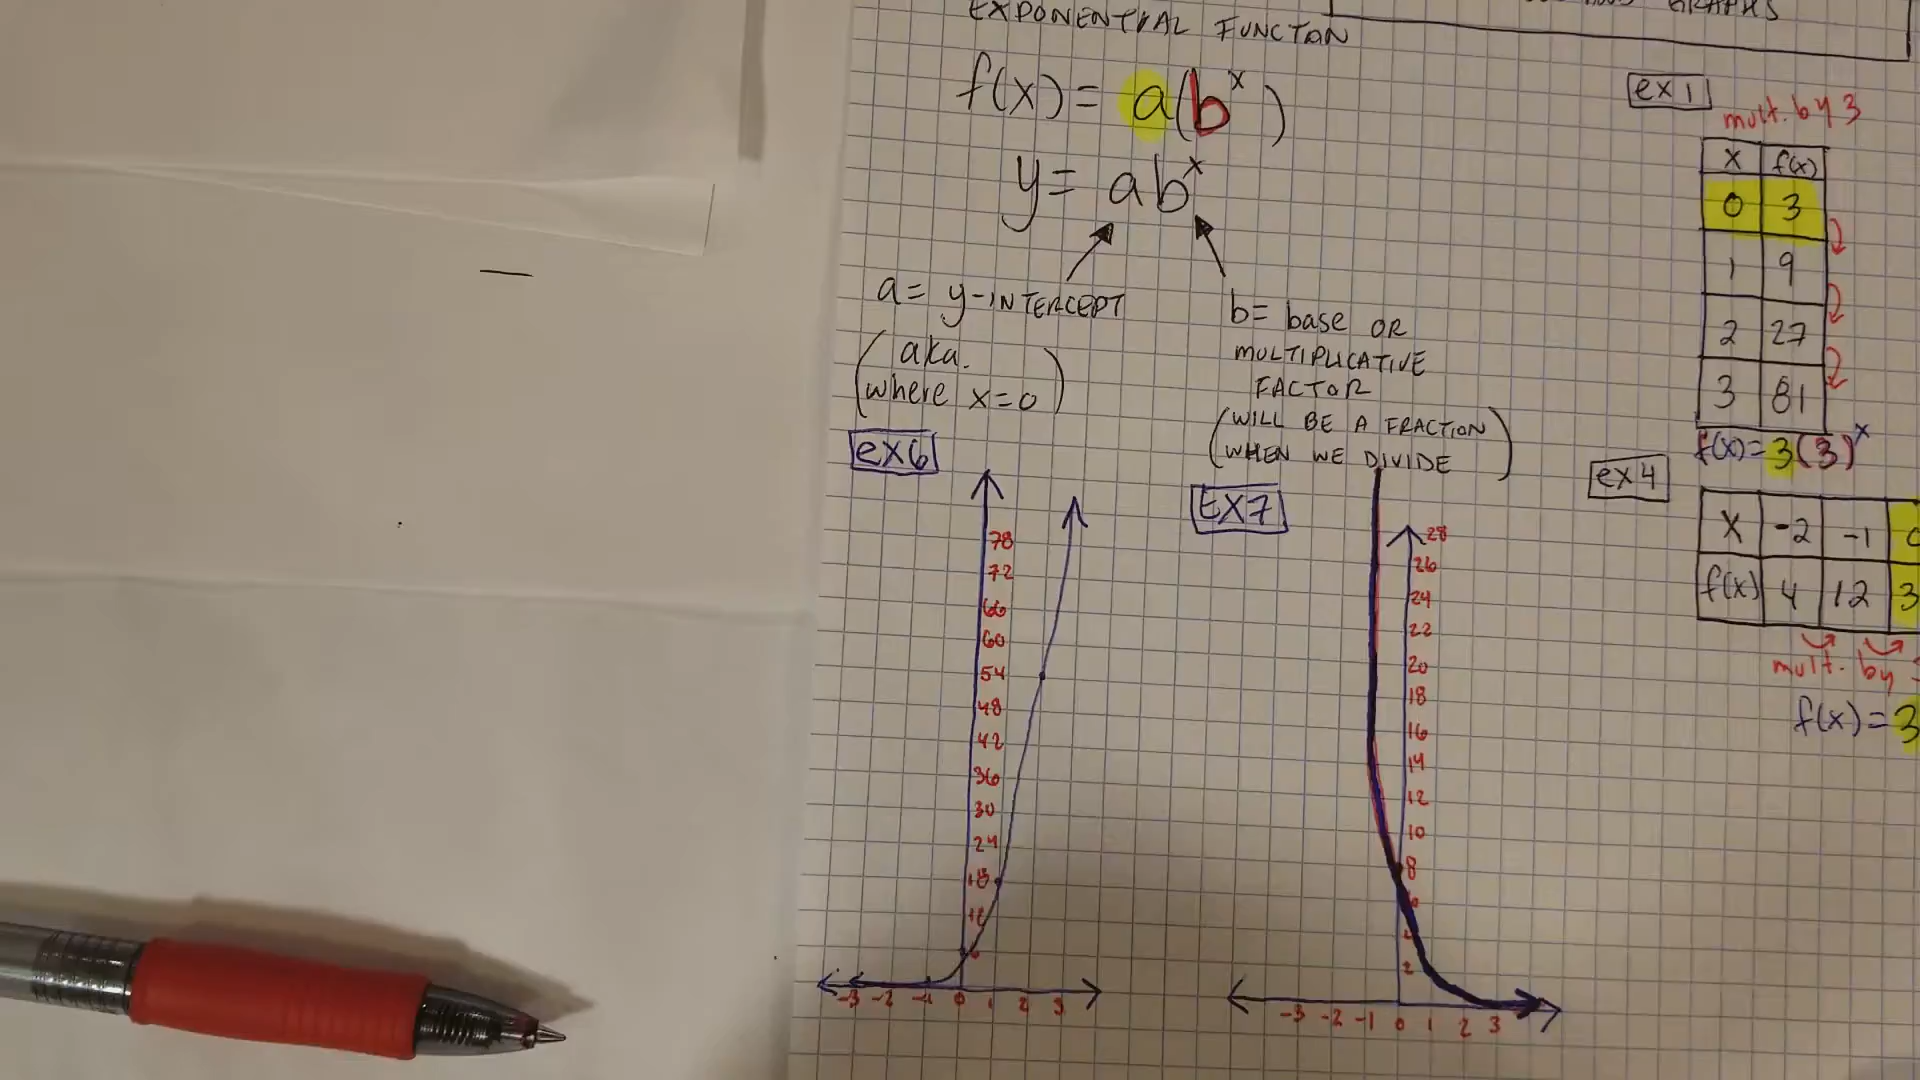 EXPONENTIAL FUNCTON
GRAPHS
f(x) = a(b^x)
y = ab^x
a = y-INTERCEPT
(aka.
where x=0)
b = base OR
MULTIPLICATIVE
FACTOR
(WILL BE A FRACTION
WHEN WE DIVIDE)
ex 1
mult. by 3
x f(x)
0 3
1 9
2 27
3 81
f(x) = 3(3)^x
ex 4
X -2 -1
f(x) 4 12 3
mult. by
f(x) = 3
ex6
78
72
66
60
54
48
42
36
30
24
18
12
6
-3 -2 -1 0 1 2 3
EX7
28
26
24
22
20
18
16
14
12
10
8
6
4
2
-3 -2 -1 0 1 2 3